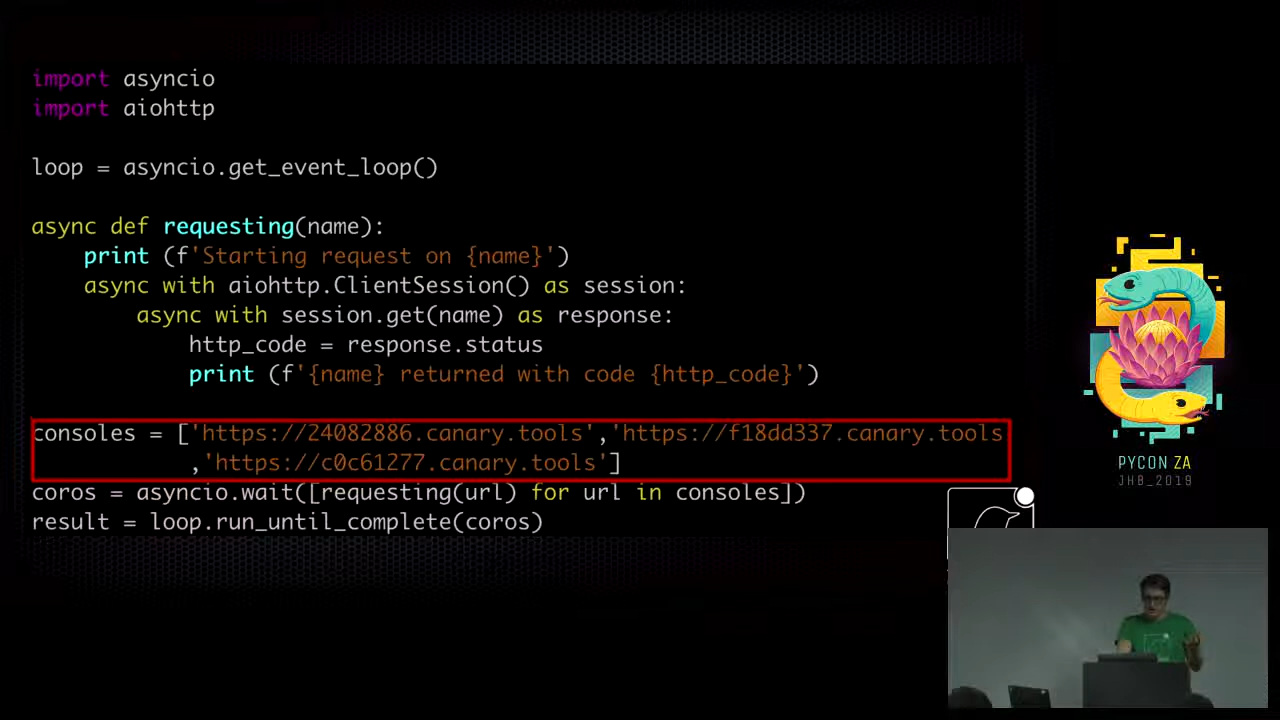 import asyncio
import aiohttp
loop = asyncio.get_event_loop()
async def requesting(name):
    print (f'Starting request on {name}')
    async with aiohttp.ClientSession() as session:
        async with session.get(name) as response:
            http_code = response.status
            print (f'{name} returned with code {http_code}')
consoles = ['https://24082886.canary.tools','https://f18dd337.canary.tools
            ,'https://c0c61277.canary.tools']
coros = asyncio.wait([requesting(url) for url in consoles])
result = loop.run_until_complete(coros)
PYCON ZA
JHB_2019